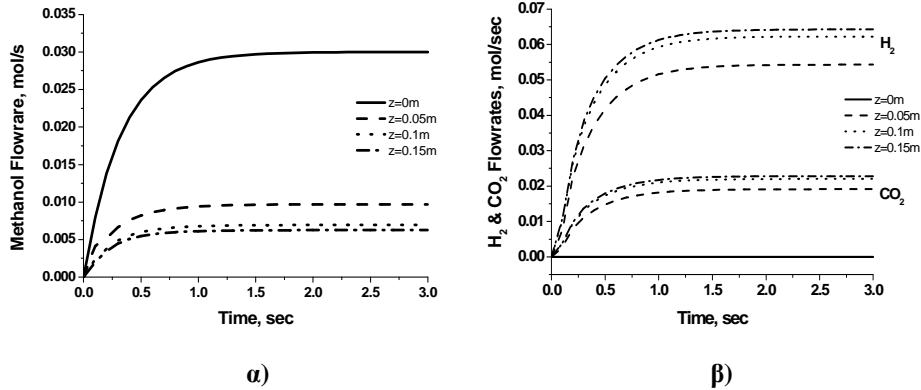 Methanol Flowrare, mol/s
0.030
0.025
0.020
0.015
0.010
0.005
0.000
0.0 0.5 1.0 1.5 2.0 2.5 3.0
Time, sec
z=0m
z=0.05m
z=0.1m
z=0.15m
α)
H₂ & CO₂ Flowrates, mol/sec
0.07
0.06
0.05
0.04
0.03
0.02
0.01
0.00
0.0 0.5 1.0 1.5 2.0 2.5 3.0
Time, sec
H₂
z=0m
z=0.05m
z=0.1m
z=0.15m
CO₂
β)